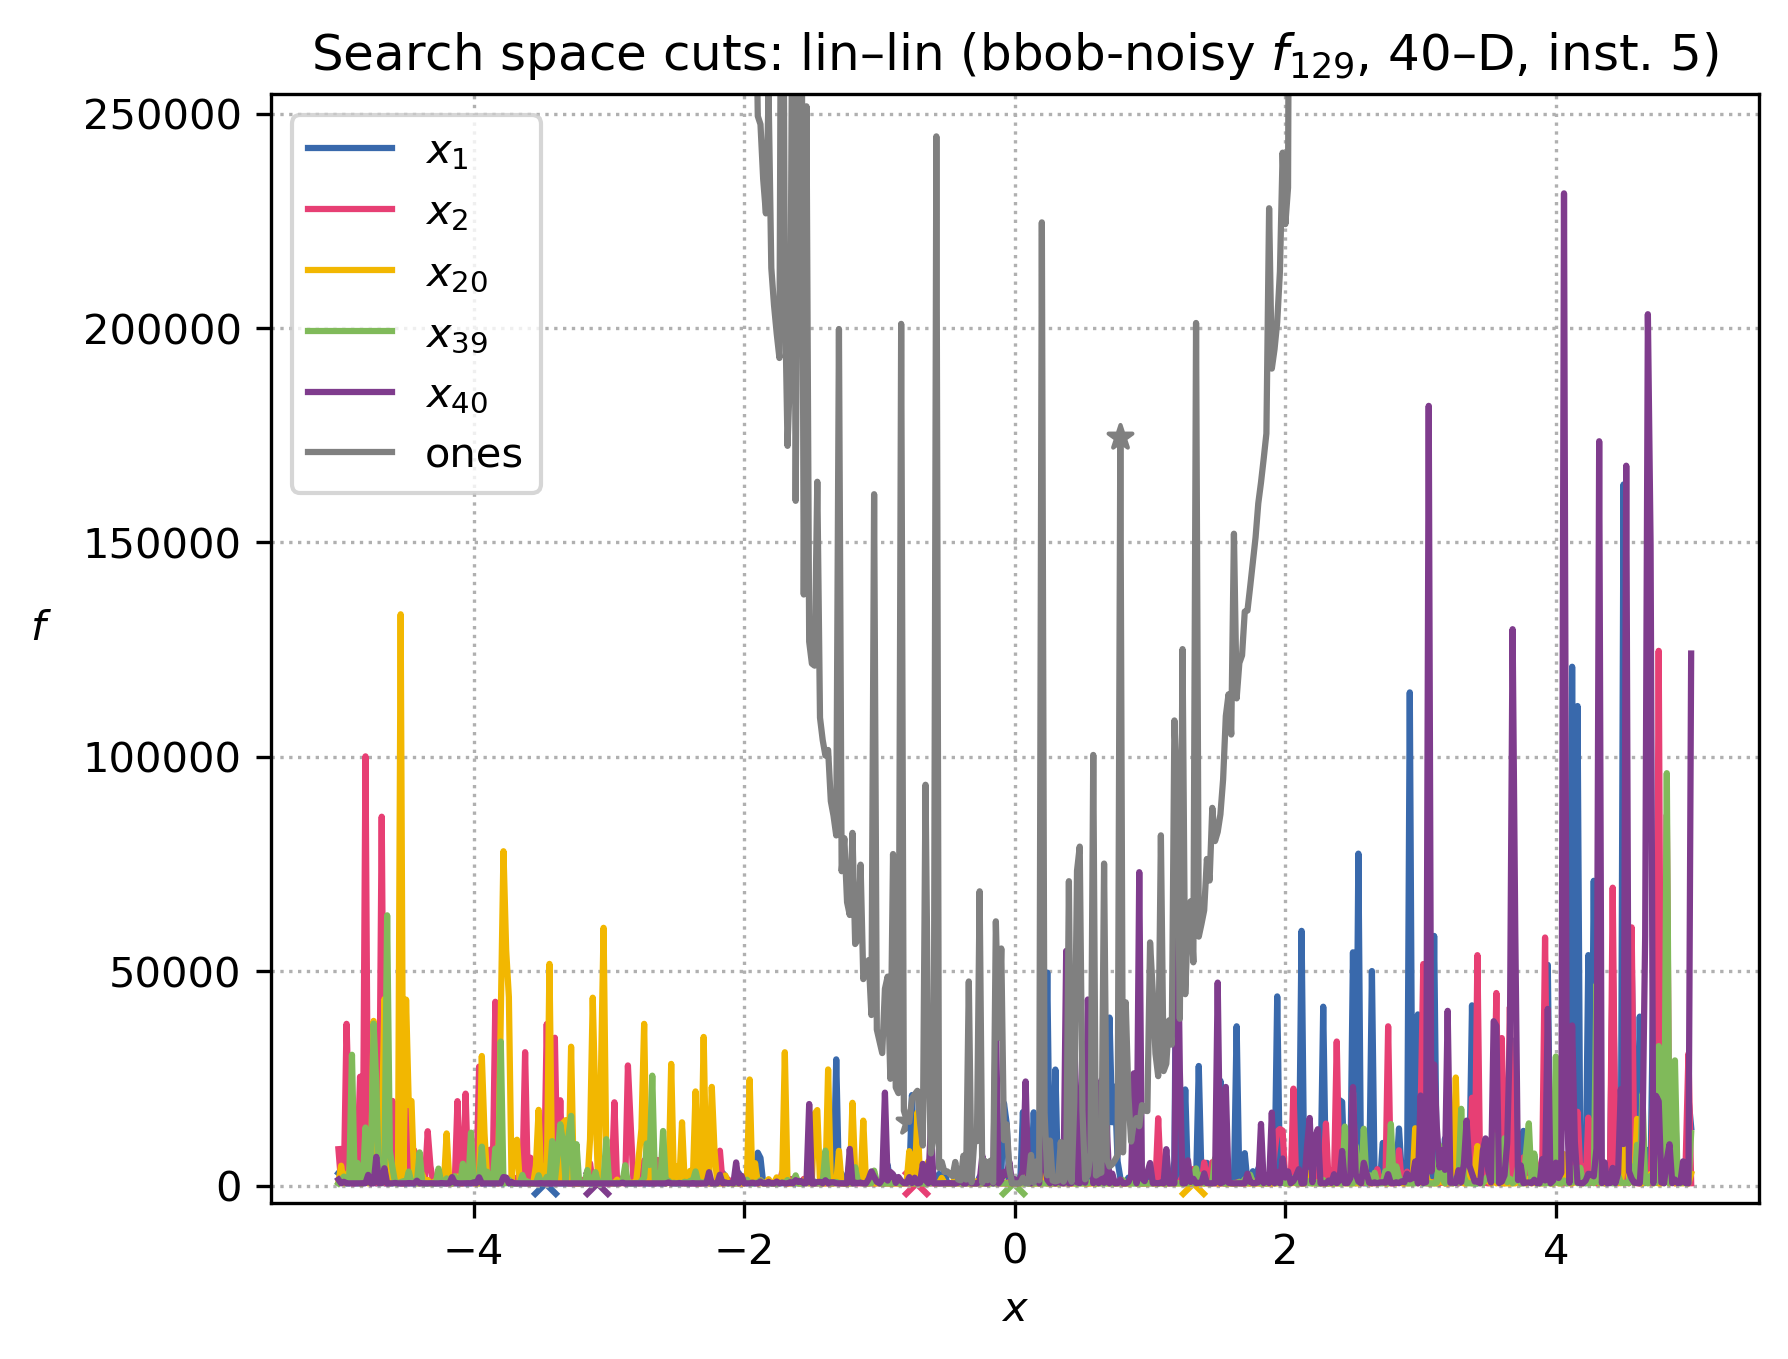 Search space cuts: lin–lin (bbob-noisy f₁₂₉, 40–D, inst. 5)
250000
200000
150000
100000
50000
0
f
x₁
x₂
x₂₀
x₃₉
x₄₀
ones
−4
−2
0
2
4
x